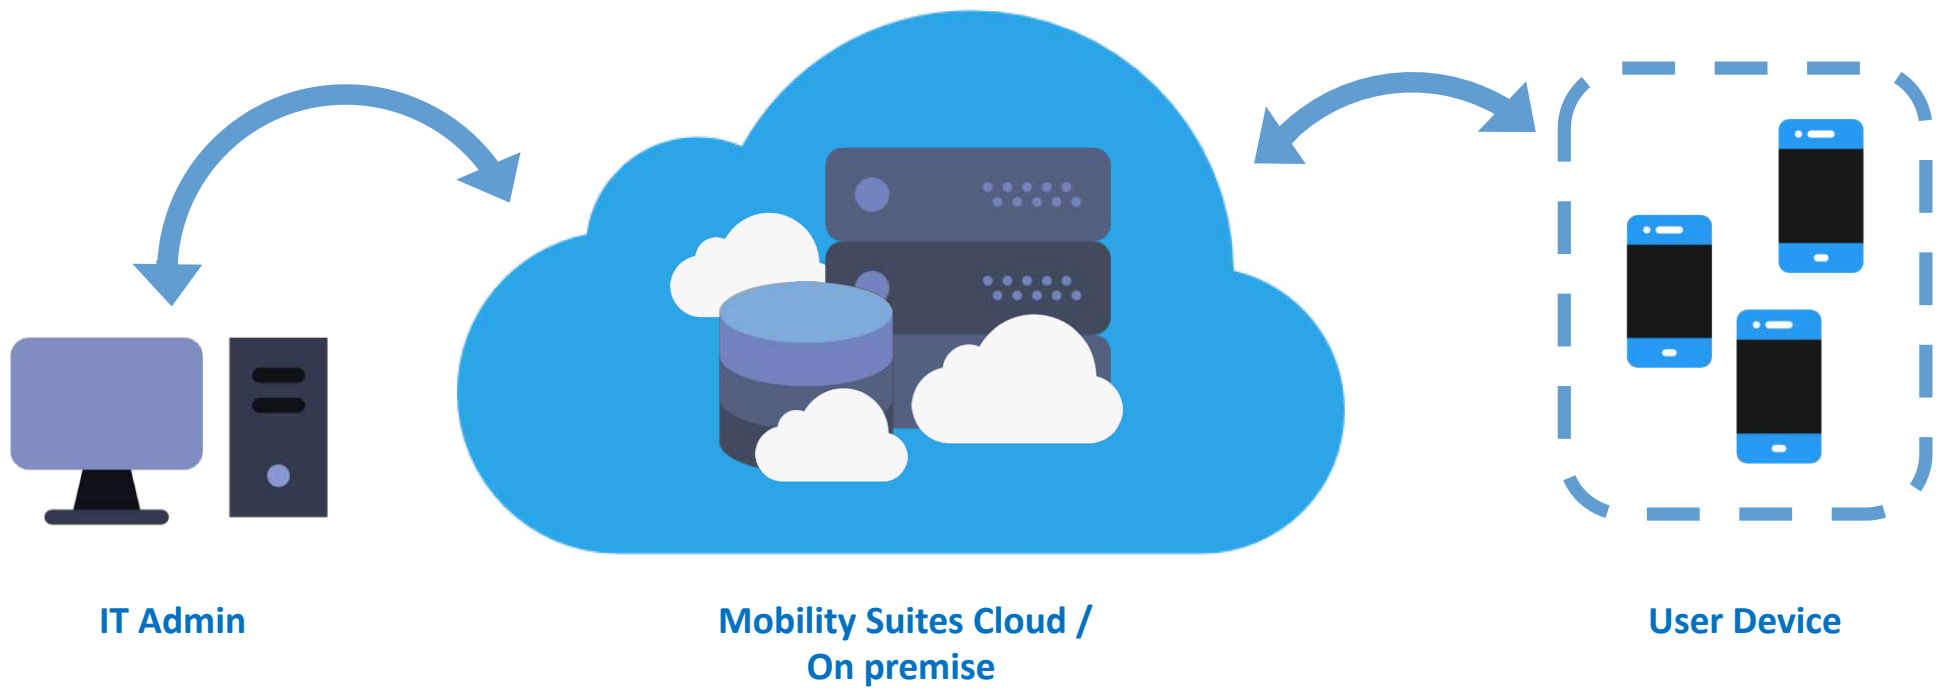 IT Admin
Mobility Suites Cloud /
On premise
User Device